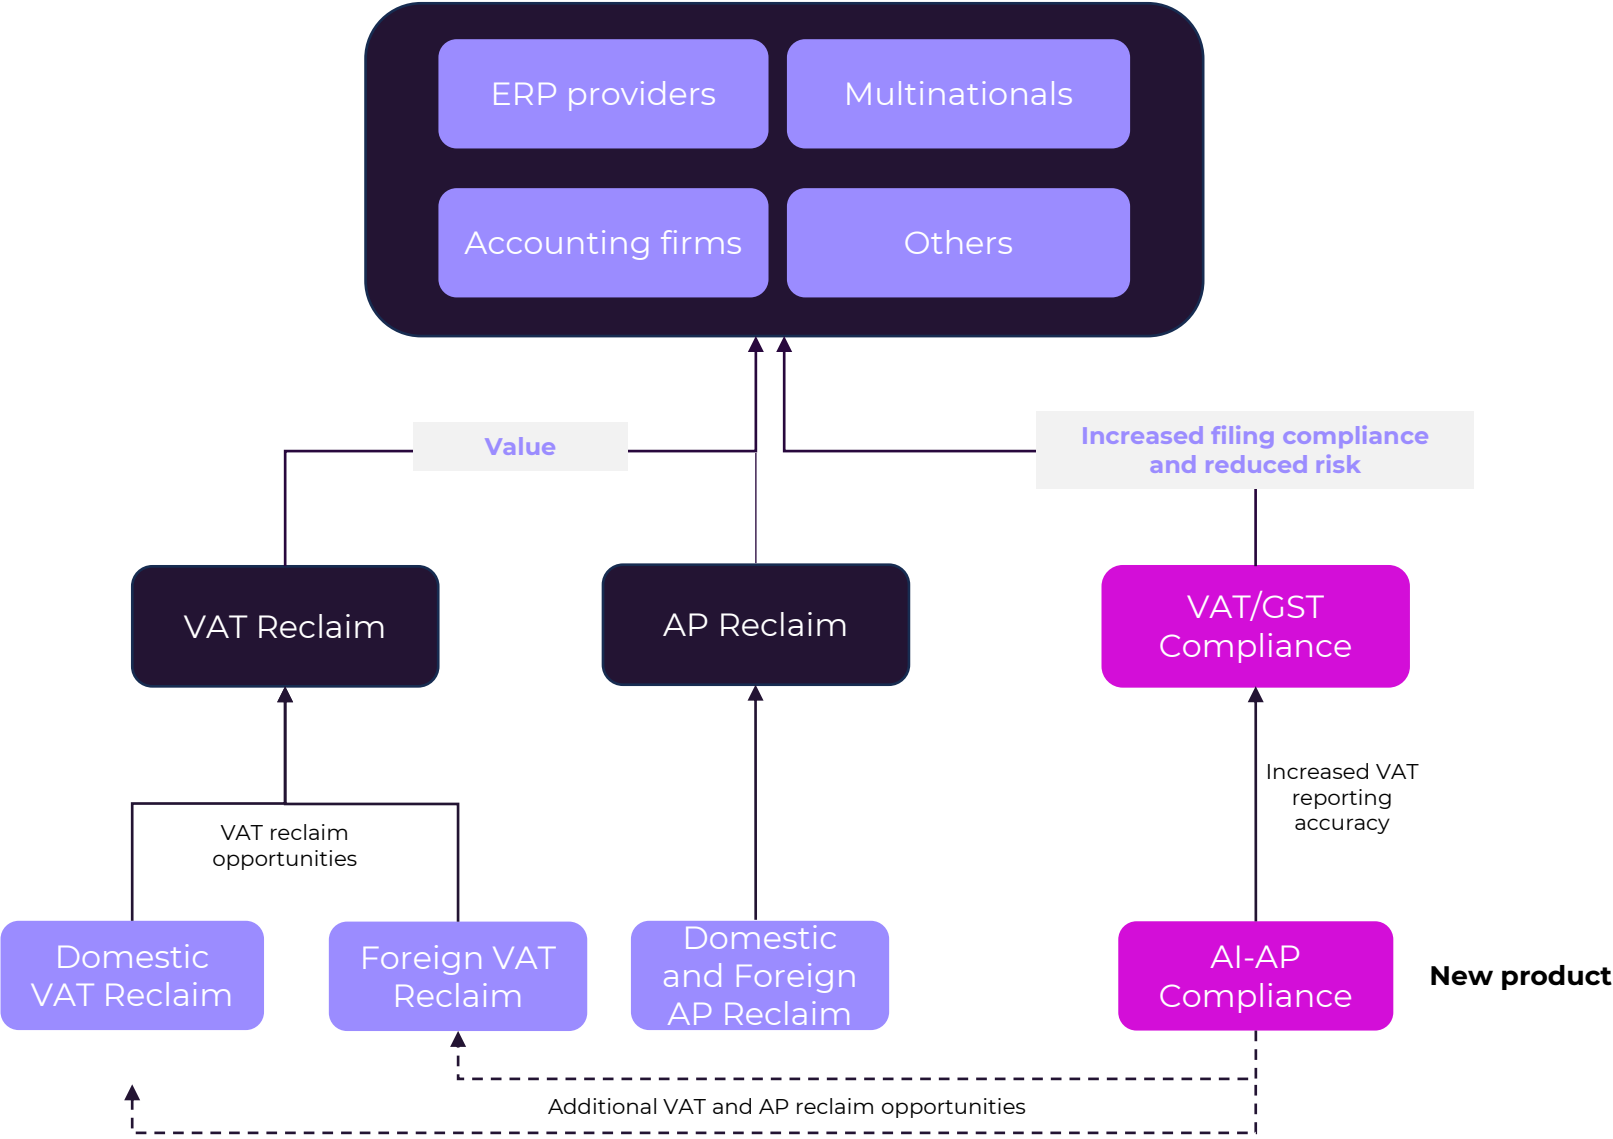 ERP providers
Multinationals
Accounting firms
Others
Value
Increased filing compliance
and reduced risk
VAT Reclaim
AP Reclaim
VAT/GST
Compliance
Increased VAT
reporting
accuracy
VAT reclaim
opportunities
Domestic
VAT Reclaim
Foreign VAT
Reclaim
Domestic
and Foreign
AP Reclaim
AI-AP
Compliance
New product
Additional VAT and AP reclaim opportunities